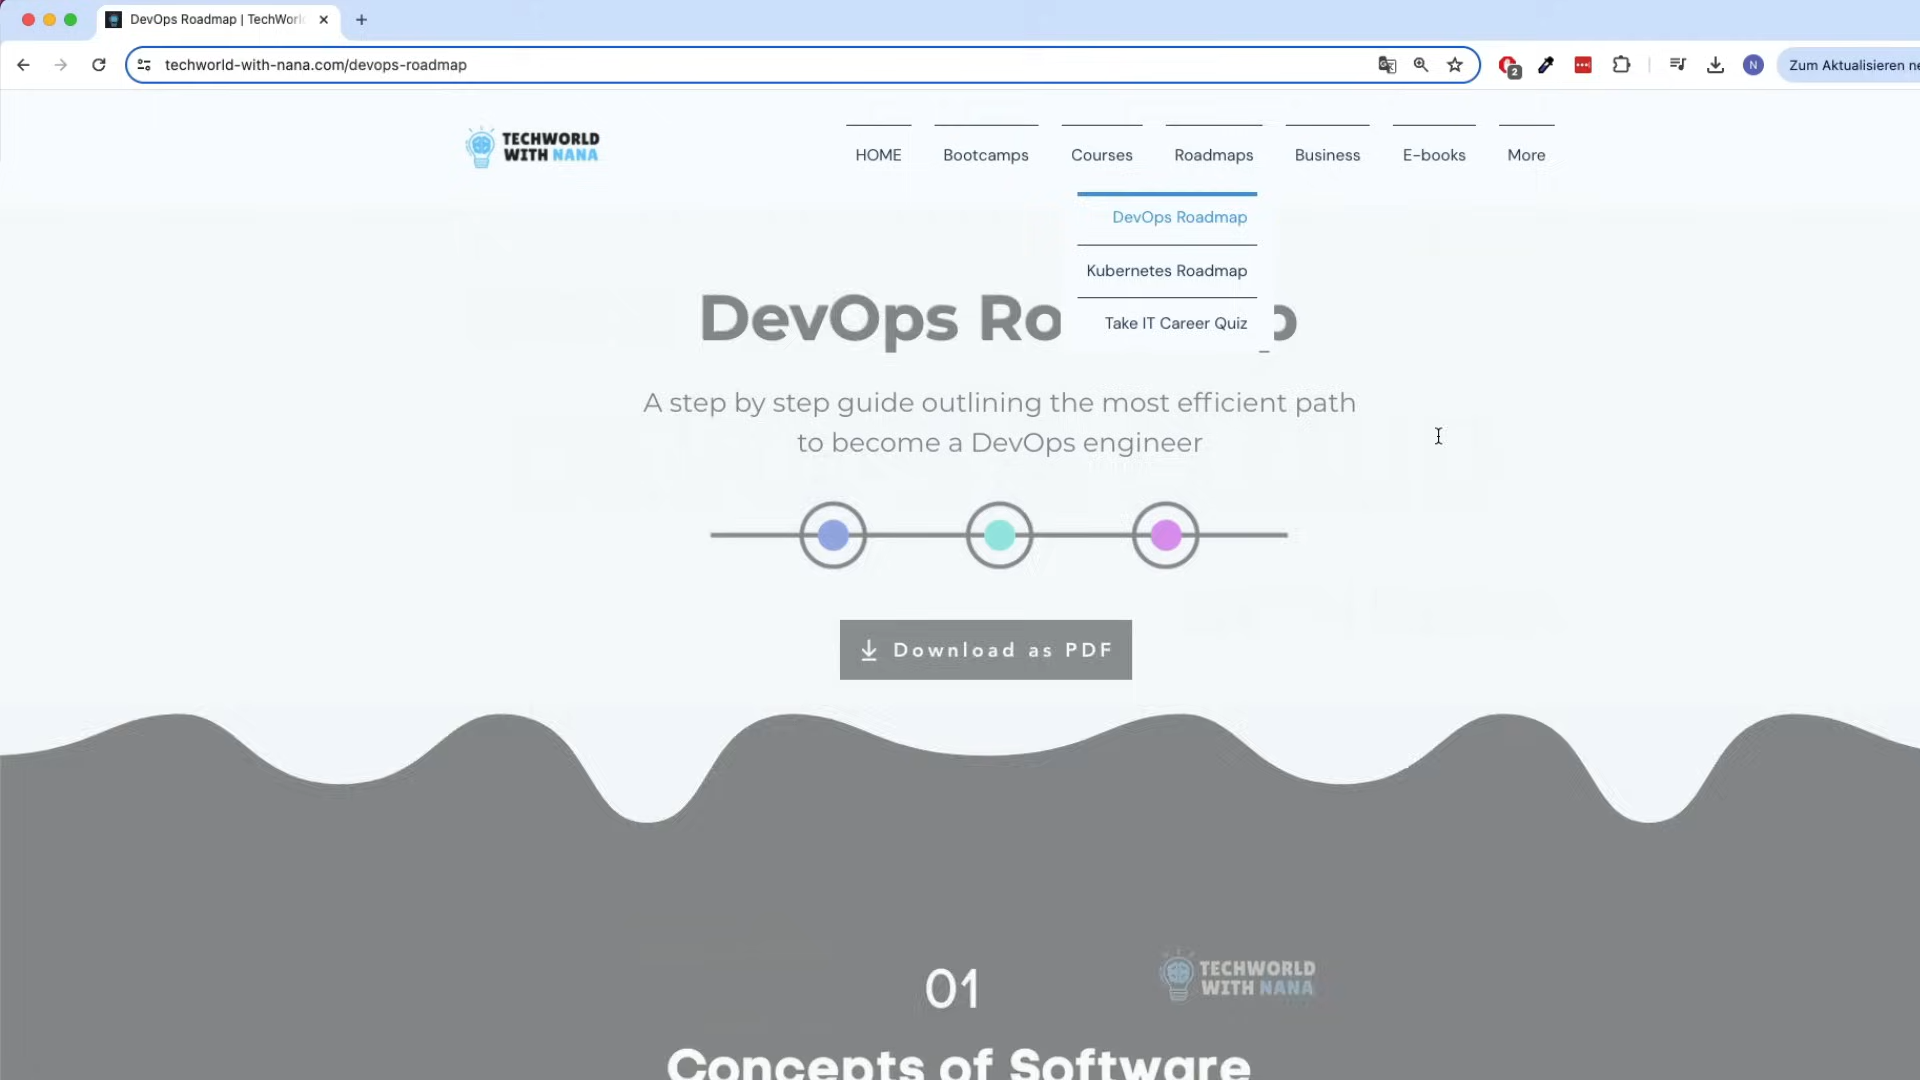 DevOps Roadmap | TechWorl
techworld-with-nana.com/devops-roadmap
2
N
Zum Aktualisieren ne
TECHWORLD
WITH NANA
HOME
Bootcamps
Courses
Roadmaps
Business
E-books
More
DevOps Roadmap
Kubernetes Roadmap
Take IT Career Quiz
DevOps Ro
A step by step guide outlining the most efficient path
to become a DevOps engineer
Download as PDF
01
TECHWORLD
WITH NANA
Concepts of Software